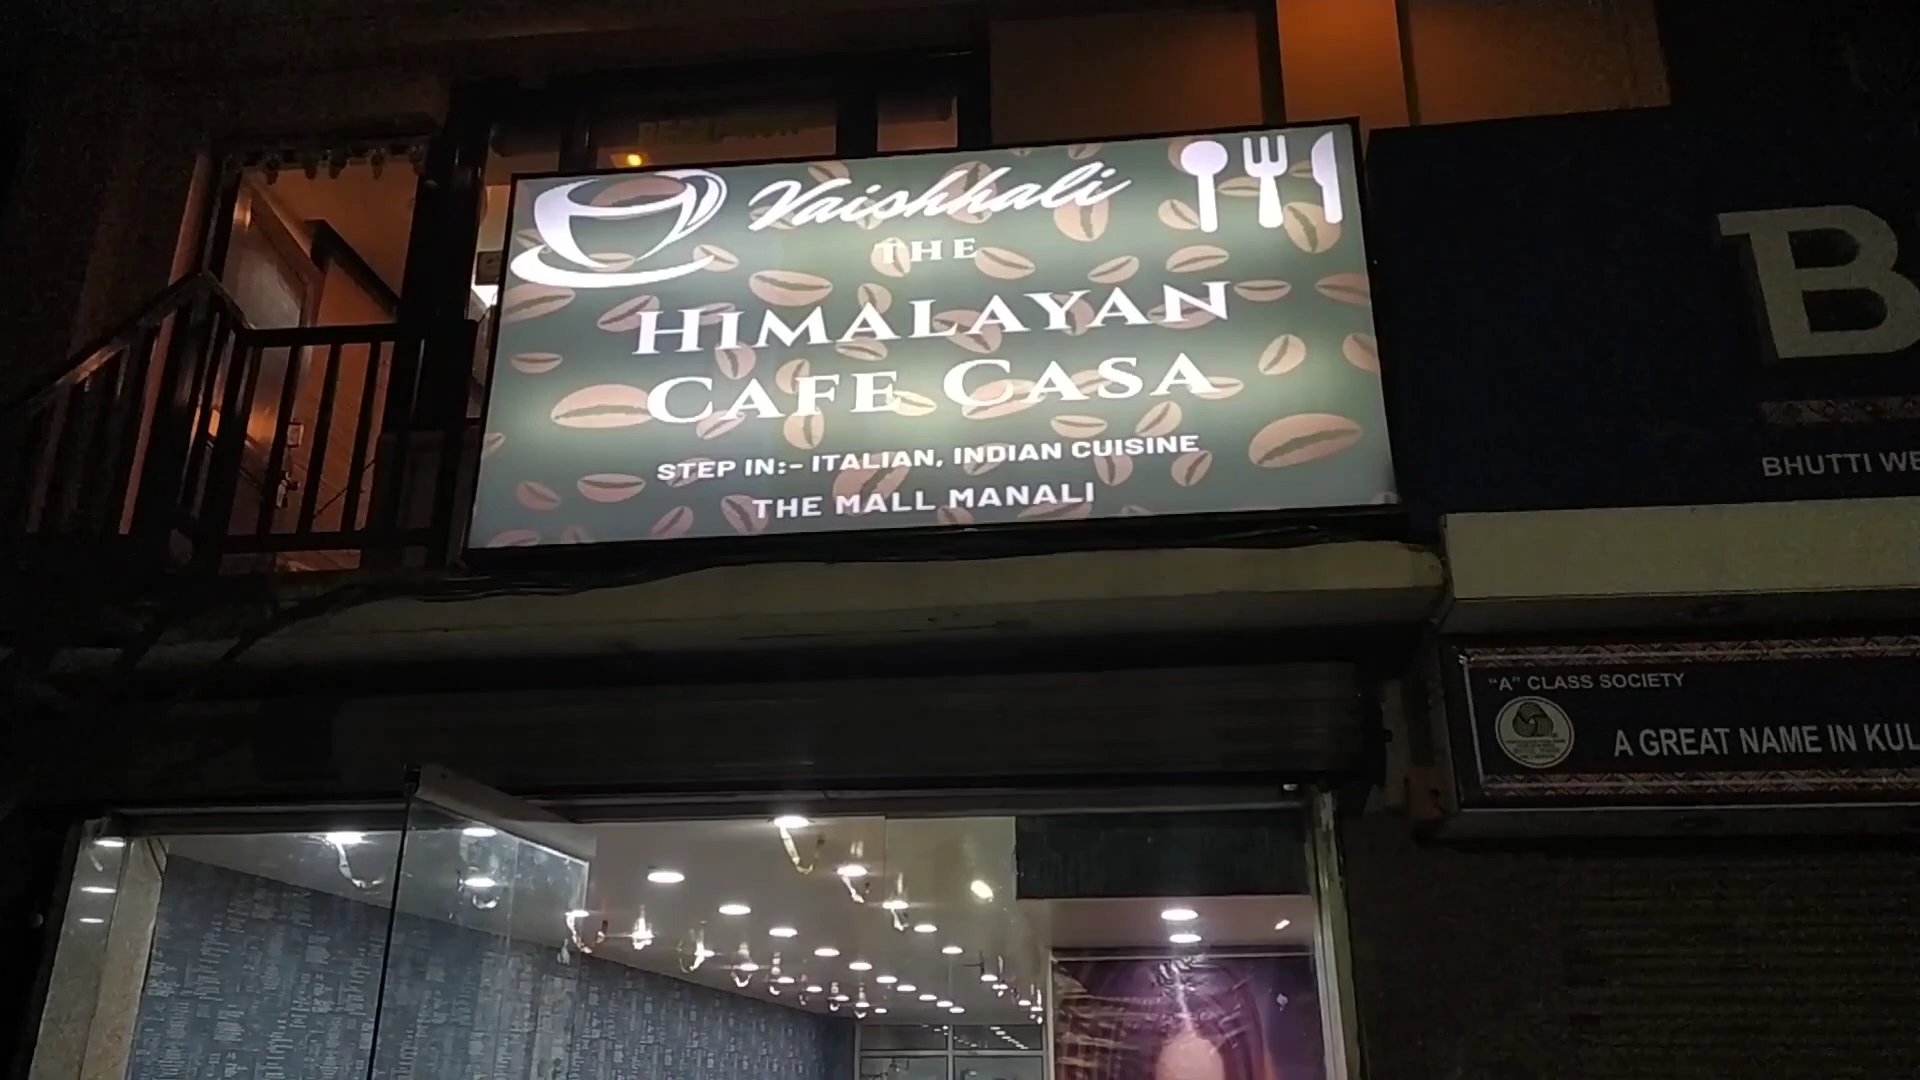 Vaishhali
THE
HIMALAYAN
CAFE CASA
STEP IN:- ITALIAN, INDIAN CUISINE
THE MALL MANALI
B
BHUTTI WE
"A" CLASS SOCIETY
A GREAT NAME IN KUL